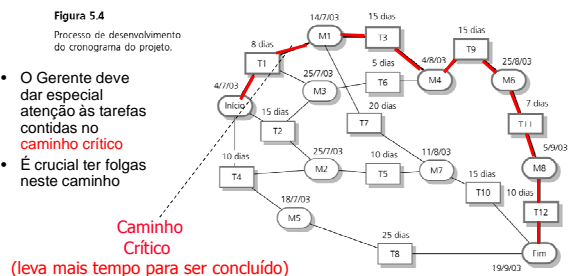 Figura 5.4
Processo de desenvolvimento
do cronograma do projeto.
• O Gerente deve
dar especial
atenção às tarefas
contidas no
caminho crítico
• É crucial ter folgas
neste caminho
Caminho
Crítico
(leva mais tempo para ser concluído)
14/7/03
15 dias
8 dias
M1
T3
15 dias
T9
T1
25/7/03
5 dias
4/8/03
25/8/03
4/7/03
M3
T6
M4
M6
Início
15 dias
20 dias
7 dias
T2
T7
T11
25/7/03
11/8/03
5/9/03
10 dias
10 dias
15 dias
M8
T4
M2
T5
M7
18/7/03
T10
10 dias
M5
T12
25 dias
T8
Fim
19/9/03